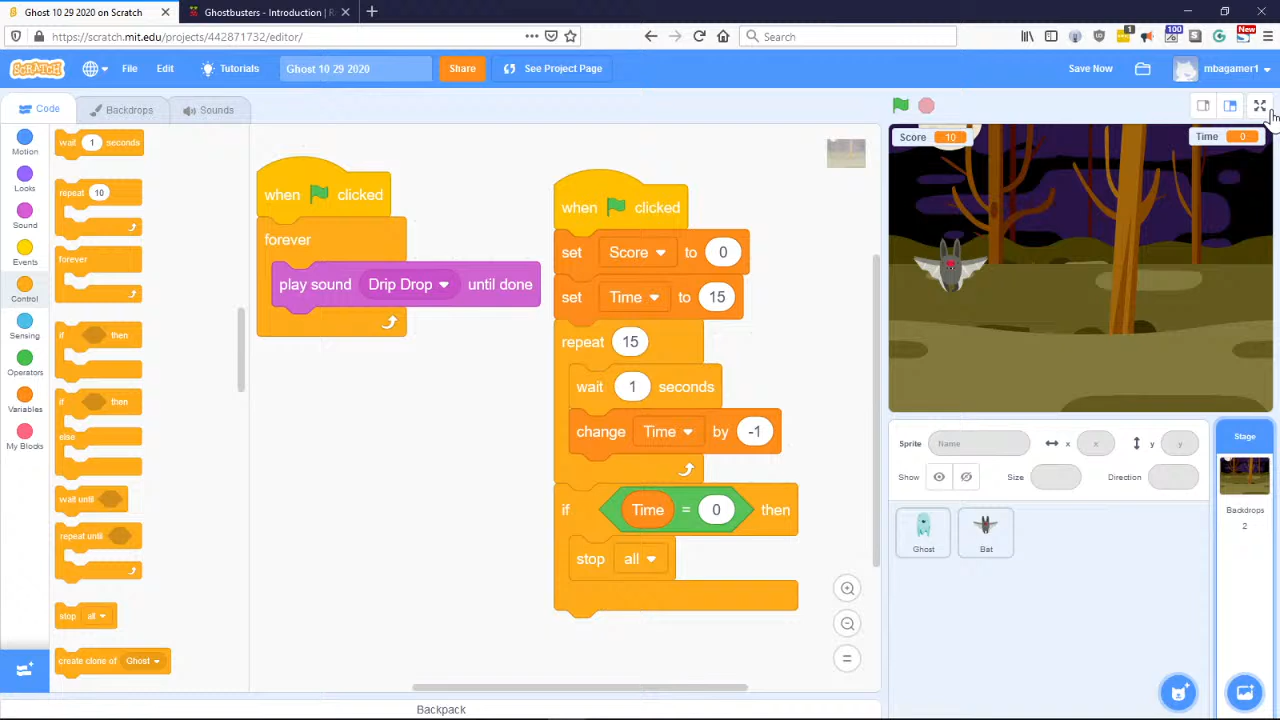 Ghost 10 29 2020 on Scratch
Ghostbusters - Introduction | R
https://scratch.mit.edu/projects/442871732/editor/
Search
1
100
New
SCRATCH
File
Edit
Tutorials
Ghost 10 29 2020
Share
See Project Page
Save Now
mbagamer1
Code
Backdrops
Sounds
Motion
Looks
Sound
Events
Control
Sensing
Operators
Variables
My Blocks
wait 1 seconds
repeat 10
forever
if then
if then
else
wait until
repeat until
stop all
create clone of Ghost
when clicked
forever
play sound Drip Drop until done
when clicked
set Score to 0
set Time to 15
repeat 15
wait 1 seconds
change Time by -1
if Time = 0 then
stop all
Backpack
Score 10
Time 0
Sprite Name x x y y
Show Size Direction
Ghost
Bat
Stage
Backdrops
2